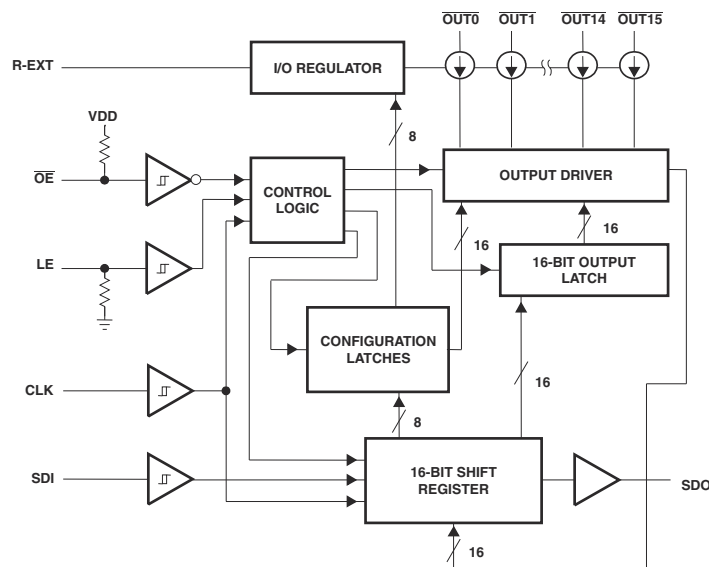 OUT0 OUT1 OUT14 OUT15
R-EXT
I/O REGULATOR
VDD
8
OE
CONTROL
LOGIC
OUTPUT DRIVER
16
16
LE
16-BIT OUTPUT
LATCH
CONFIGURATION
LATCHES
CLK
16
8
SDI
16-BIT SHIFT
REGISTER
SDO
16